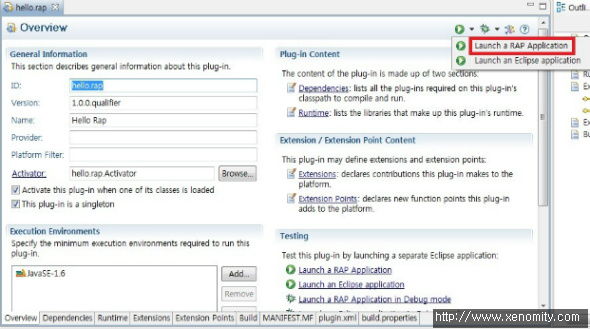 hello.rap
Overview
Outli..
Launch a RAP Application
Launch an Eclipse application
General Information
This section describes general information about this plug-in.
ID:
hello.rap
Version:
1.0.0.qualifier
Name:
Hello Rap
Provider:
Platform Filter:
Activator:
hello.rap.Activator
Browse...
Activate this plug-in when one of its classes is loaded
This plug-in is a singleton
Execution Environments
Specify the minimum execution environments required to run this
plug-in.
JavaSE-1.6
Add...
Remove
Plug-in Content
The content of the plug-in is made up of two sections:
Dependencies: lists all the plug-ins required on this plug-in's
classpath to compile and run.
Runtime: lists the libraries that make up this plug-in's runtime.
Extension / Extension Point Content
This plug-in may define extensions and extension points:
Extensions: declares contributions this plug-in makes to the
platform.
Extension Points: declares new function points this plug-in
adds to the platform.
Testing
Test this plug-in by launching a separate Eclipse application:
Launch a RAP Application
Launch an Eclipse application
Launch a RAP Application in Debug mode
Overview Dependencies Runtime Extensions Extension Points Build MANIFEST.MF plugin.xml build.properties
http://www.xenomity.com